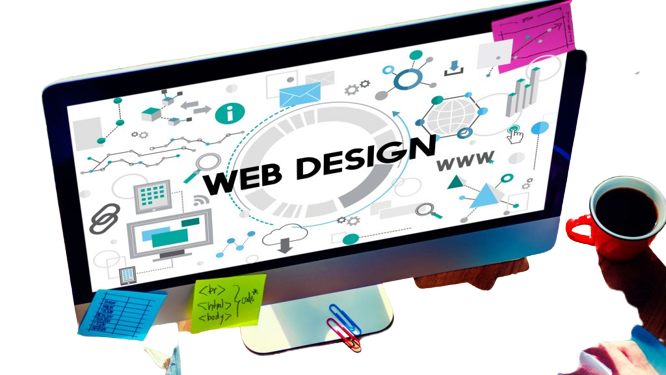 WEB DESIGN
www
i
<br>
<html> } code*
<body>